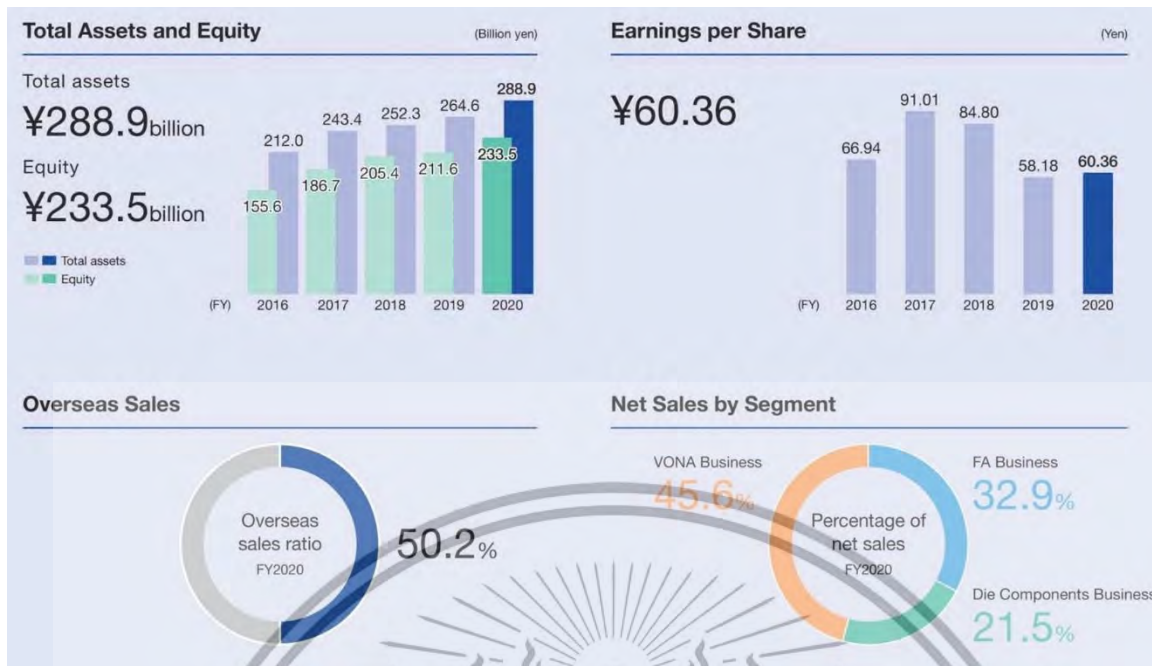 Total Assets and Equity
(Billion yen)
Total assets
¥288.9billion
Equity
¥233.5billion
Total assets
Equity
288.9
264.6
252.3
243.4
212.0
233.5
211.6
205.4
186.7
155.6
(FY) 2016 2017 2018 2019 2020
Earnings per Share
(Yen)
¥60.36
66.94
91.01
84.80
58.18
60.36
(FY) 2016 2017 2018 2019 2020
Overseas Sales
Overseas
sales ratio
FY2020
50.2%
Net Sales by Segment
VONA Business
45.6%
Percentage of
net sales
FY2020
FA Business
32.9%
Die Components Business
21.5%